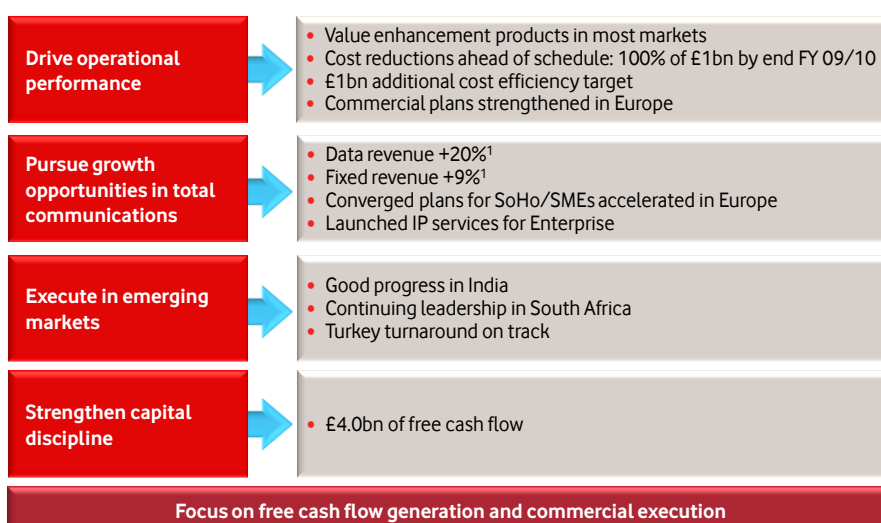 Drive operational
performance
• Value enhancement products in most markets
• Cost reductions ahead of schedule: 100% of £1bn by end FY 09/10
• £1bn additional cost efficiency target
• Commercial plans strengthened in Europe
Pursue growth
opportunities in total
communications
• Data revenue +20%¹
• Fixed revenue +9%¹
• Converged plans for SoHo/SMEs accelerated in Europe
• Launched IP services for Enterprise
Execute in emerging
markets
• Good progress in India
• Continuing leadership in South Africa
• Turkey turnaround on track
Strengthen capital
discipline
• £4.0bn of free cash flow
Focus on free cash flow generation and commercial execution